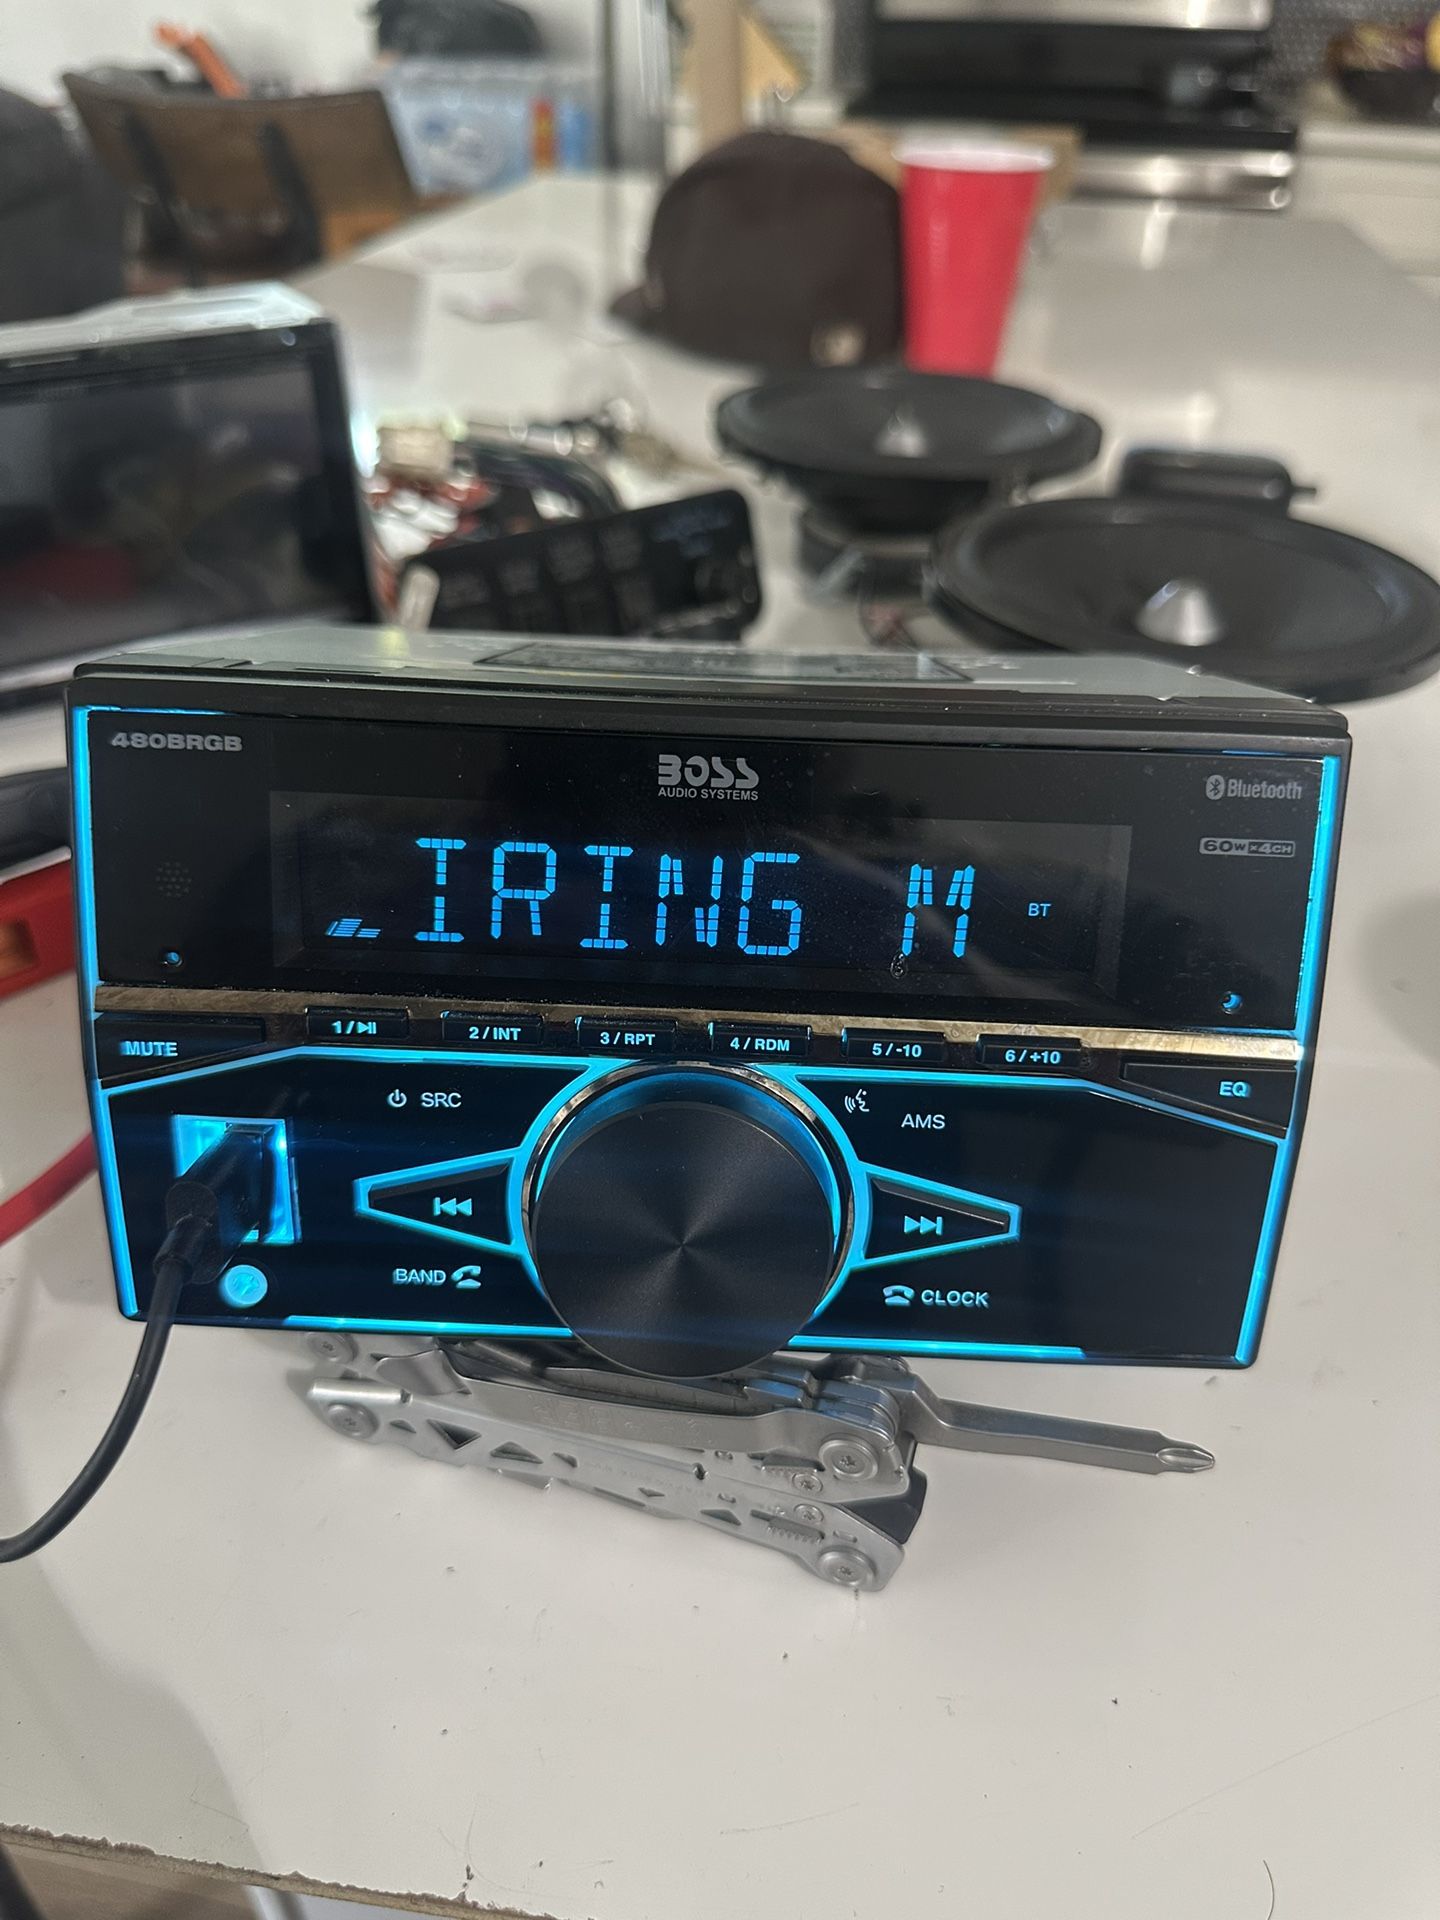 480BRGB
BOSS
AUDIO SYSTEMS
Bluetooth
60W×4CH
IRING M
BT
MUTE
1/⏯
2/INT
3/RPT
4/RDM
5/-10
6/+10
EQ
SRC
AMS
BAND
CLOCK